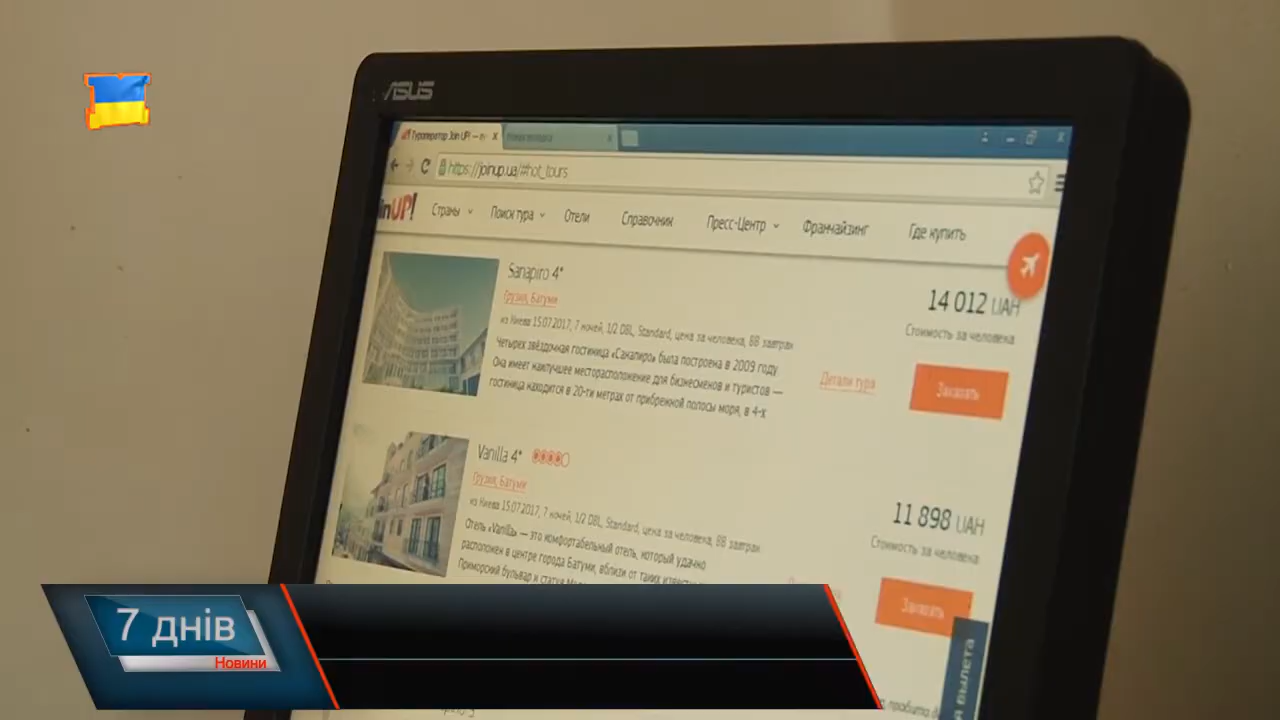 ASUS
Туроператор Join UP! —
https://joinup.ua/#hot_tours
inUP!
Страны
Поиск тура
Отели
Справочник
Пресс-Центр
Франчайзинг
Где купить
Sanapiro 4*
Грузия, Батуми
из Киева 15.07.2017, 7 ночей, 1/2 DBL, Standard, цена за человека, BB завтрак
Четырех звёздочная гостиница «Санапиро» была построена в 2009 году.
Она имеет наилучшее месторасположение для бизнесменов и туристов —
гостиница находится в 20-ти метрах от прибрежной полосы моря, в 4-х
Детали тура
14 012 UAH
Стоимость за человека
Заказать
Vanilla 4*
Грузия, Батуми
из Киева 15.07.2017, 7 ночей, 1/2 DBL, Standard, цена за человека, BB завтрак
Отель «Vanilla» — это комфортабельный отель, который удачно
расположен в центре города Батуми, вблизи от таких
Приморский бульвар и статуя
11 898 UAH
Стоимость за человека
Заказать
вылета
7 днів
Новини